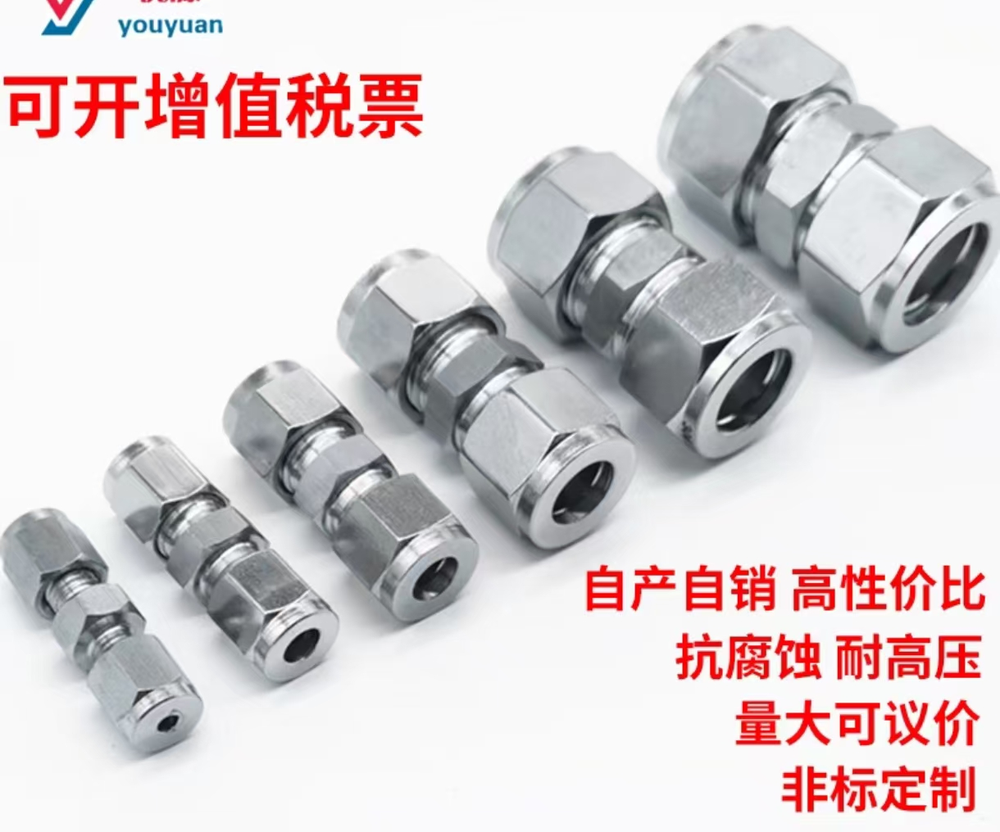 youyuan
可开增值税票
自产自销 高性价比
抗腐蚀 耐高压
量大可议价
非标定制